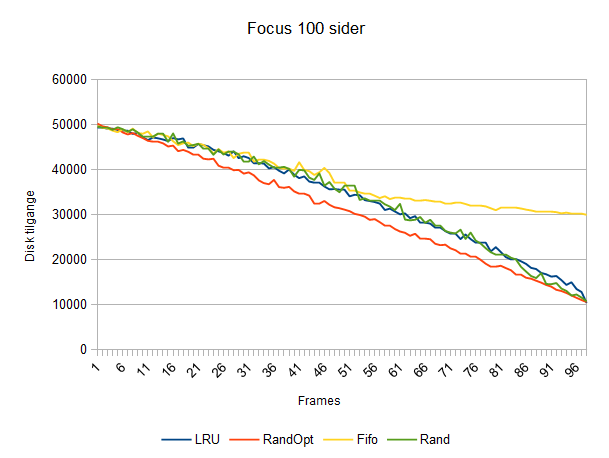 Focus 100 sider
60000
50000
40000
30000
20000
10000
0
Disk tilgange
1 6 11 16 21 26 31 36 41 46 51 56 61 66 71 76 81 86 91 96
Frames
LRU RandOpt Fifo Rand